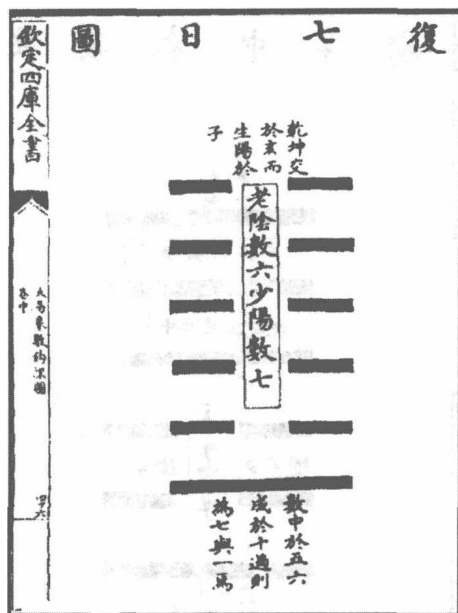 復七日圖
乾坤交
於亥而
生陽於
子
老陰數六少陽數七
數中於五六
成於十過則
為七與一焉
欽定四庫全書
大易象數鈎深圖
卷中